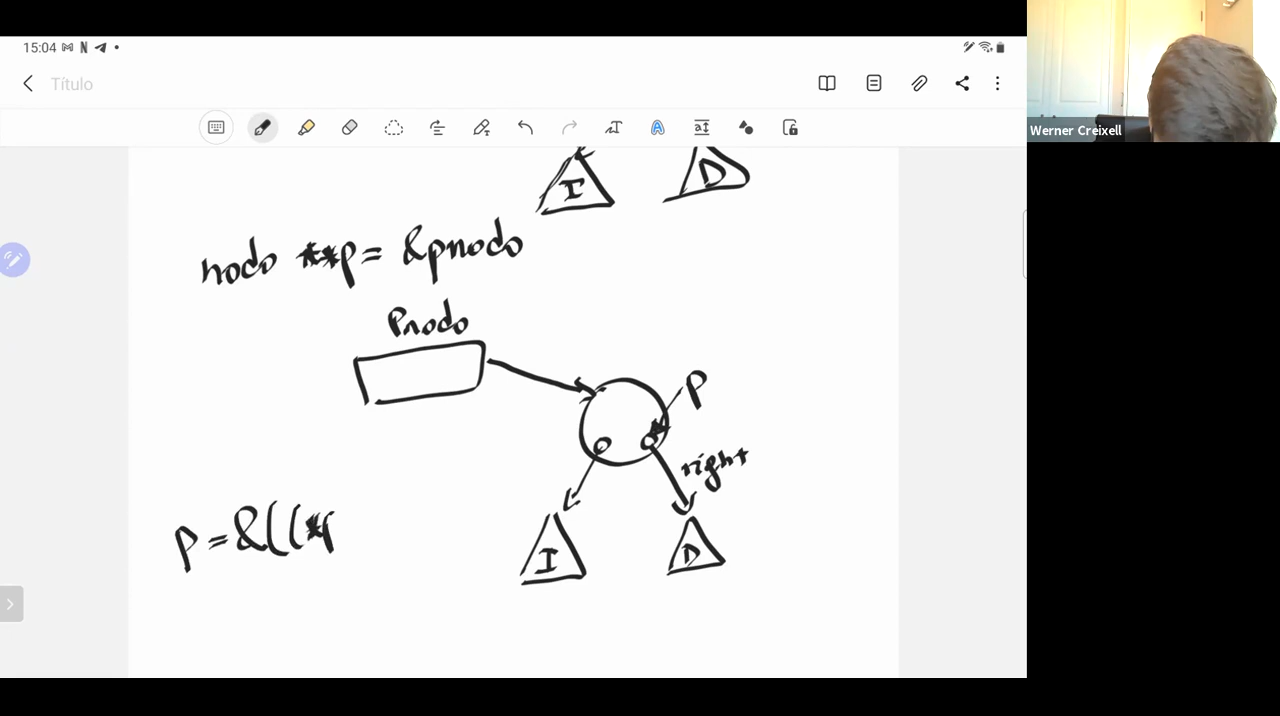 15:04
Título
Werner Creixell
I D
nodo **p= &pnodo
Pnodo
P
right
p=&((*p
I D